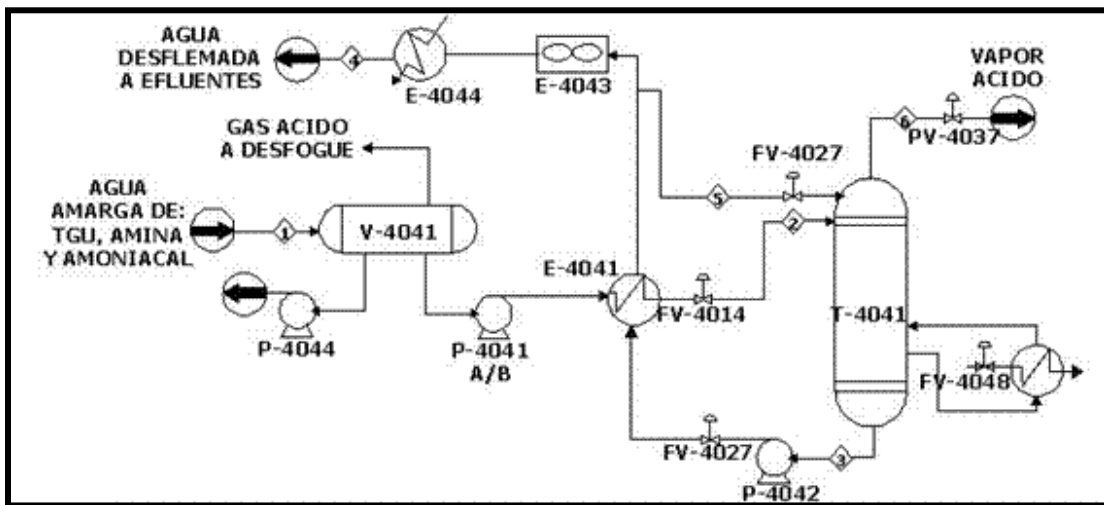 AGUA
DESFLEMADA
A EFLUENTES
4
E-4044
E-4043
VAPOR
ACIDO
6
PV-4037
GAS ACIDO
A DESFOGUE
FV-4027
5
AGUA
AMARGA DE:
TGU, AMINA
Y AMONIACAL
1
V-4041
2
E-4041
FV-4014
T-4041
P-4044
P-4041
A/B
FV-4048
FV-4027
3
P-4042